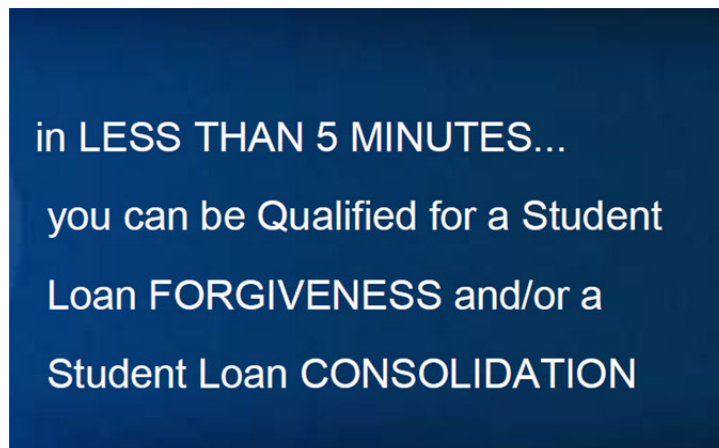 in LESS THAN 5 MINUTES...
you can be Qualified for a Student
Loan FORGIVENESS and/or a
Student Loan CONSOLIDATION